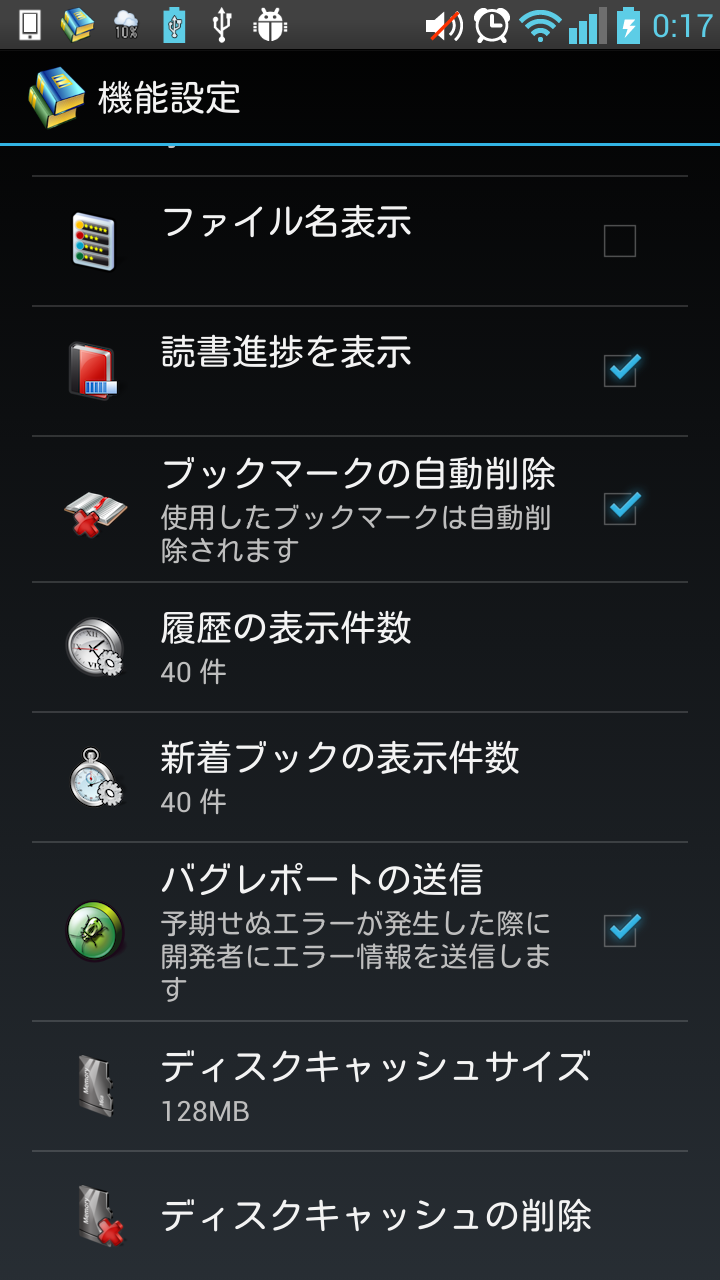 10%
0:17
機能設定
ファイル名表示
読書進捗を表示
ブックマークの自動削除
使用したブックマークは自動削
除されます
履歴の表示件数
40 件
新着ブックの表示件数
40 件
バグレポートの送信
予期せぬエラーが発生した際に
開発者にエラー情報を送信しま
す
ディスクキャッシュサイズ
128MB
ディスクキャッシュの削除